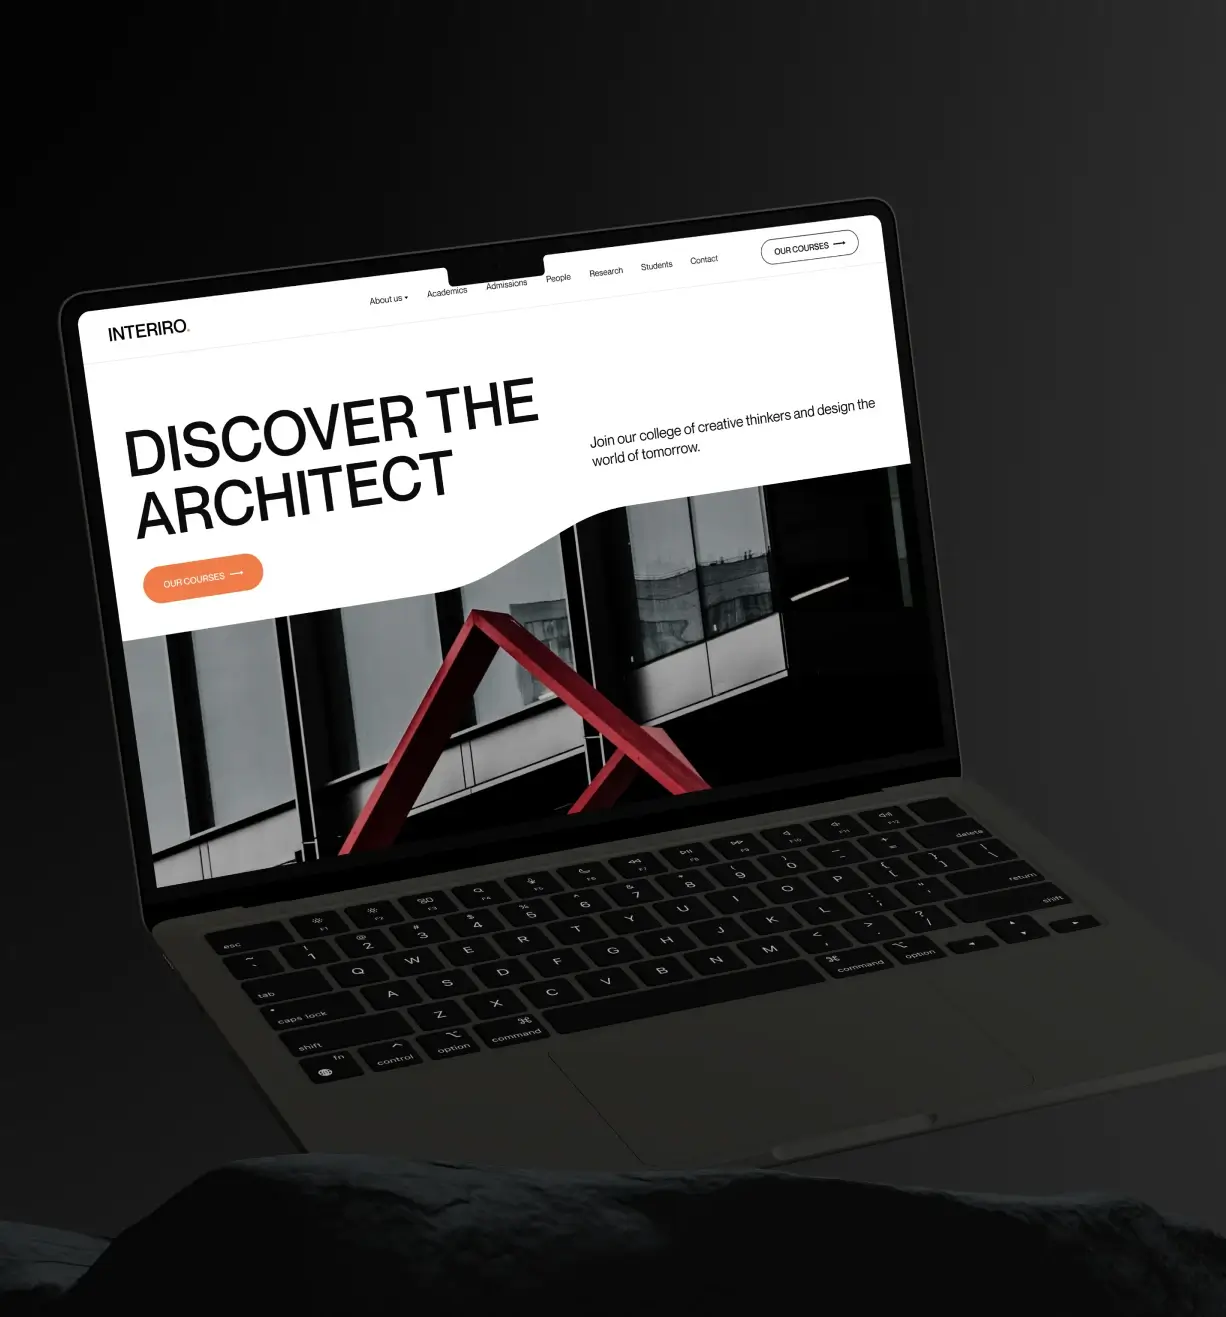 About us Academics Admissions People Research Students Contact
OUR COURSES →
INTERIRO.
DISCOVER THE
ARCHITECT
Join our college of creative thinkers and design the
world of tomorrow.
OUR COURSES →
esc F1 F2 F3 F4 F5 F6 F7 F8 F9 F10 F11 F12
~ ` ! 1 @ 2 # 3 $ 4 % 5 ^ 6 & 7 * 8 ( 9 ) 0 _ - + = delete
tab Q W E R T Y U I O P { [ } ] | \
caps lock A S D F G H J K L : ; " ' return
shift Z X C V B N M < , > . ? / shift
fn control option ⌘ command ⌘ command option